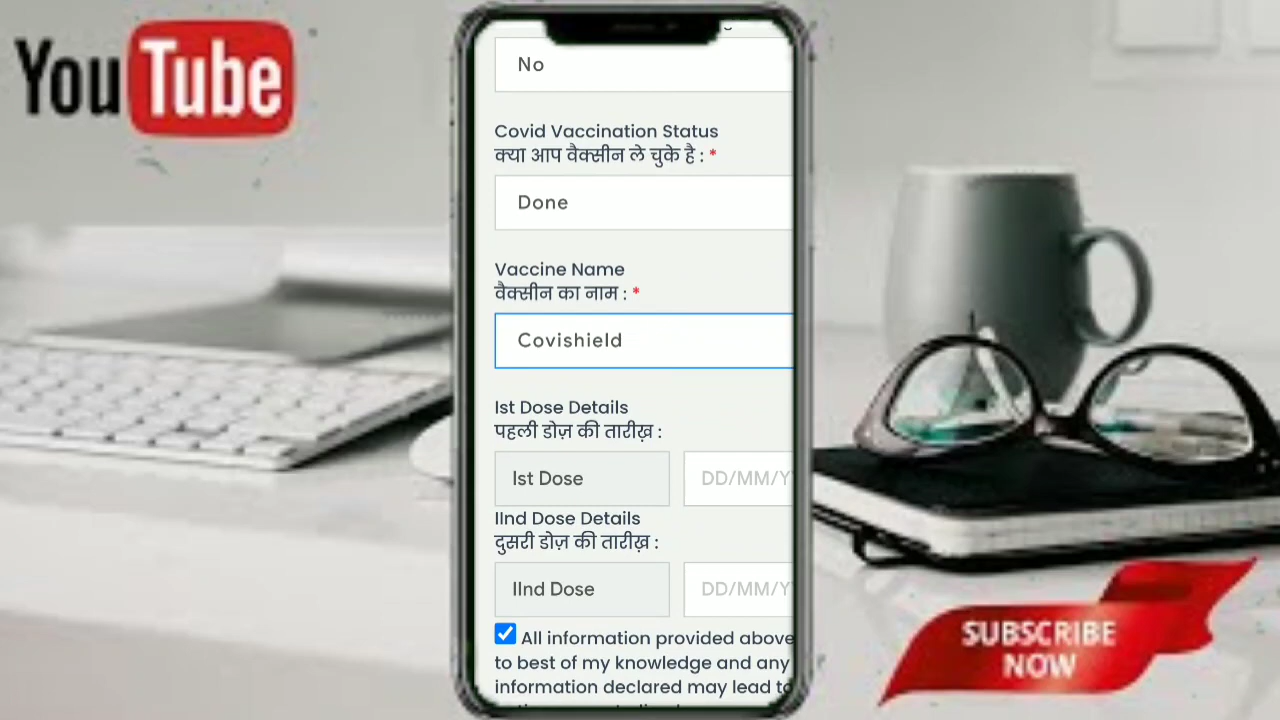 YouTube
No
Covid Vaccination Status
क्या आप वैक्सीन ले चुके है : *
Done
Vaccine Name
वैक्सीन का नाम : *
Covishield
Ist Dose Details
पहली डोज़ की तारीख़ :
Ist Dose DD/MM/Y
IInd Dose Details
दुसरी डोज़ की तारीख़ :
IInd Dose DD/MM/Y
All information provided above
to best of my knowledge and any
information declared may lead to
SUBSCRIBE
NOW